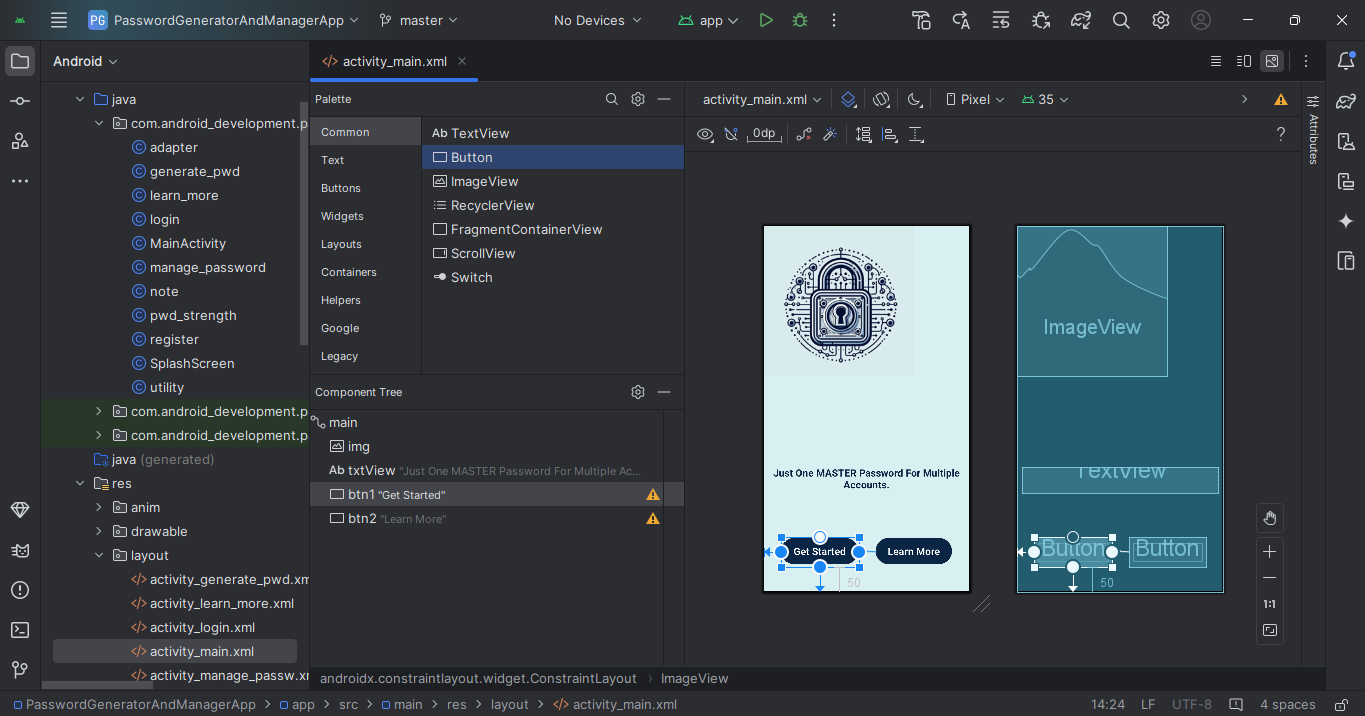 PG PasswordGeneratorAndManagerApp master No Devices app
Android
activity_main.xml
java
com.android_development.p
adapter
generate_pwd
learn_more
login
MainActivity
manage_password
note
pwd_strength
register
SplashScreen
utility
com.android_development.p
com.android_development.p
java (generated)
res
anim
drawable
layout
activity_generate_pwd.xm
activity_learn_more.xml
activity_login.xml
activity_main.xml
activity_manage_passw.xr
Palette
Common
Text
Buttons
Widgets
Layouts
Containers
Helpers
Google
Legacy
Ab TextView
Button
ImageView
RecyclerView
FragmentContainerView
ScrollView
Switch
Component Tree
main
img
Ab txtView "Just One MASTER Password For Multiple Ac...
btn1 "Get Started"
btn2 "Learn More"
activity_main.xml Pixel 35
0dp ?
Just One MASTER Password For Multiple
Accounts.
Get Started Learn More
50
ImageView
TextView
Button Button
50
1:1
Attributes
androidx.constraintlayout.widget.ConstraintLayout › ImageView
PasswordGeneratorAndManagerApp > app > src > main > res > layout > activity_main.xml 14:24 LF UTF-8 4 spaces